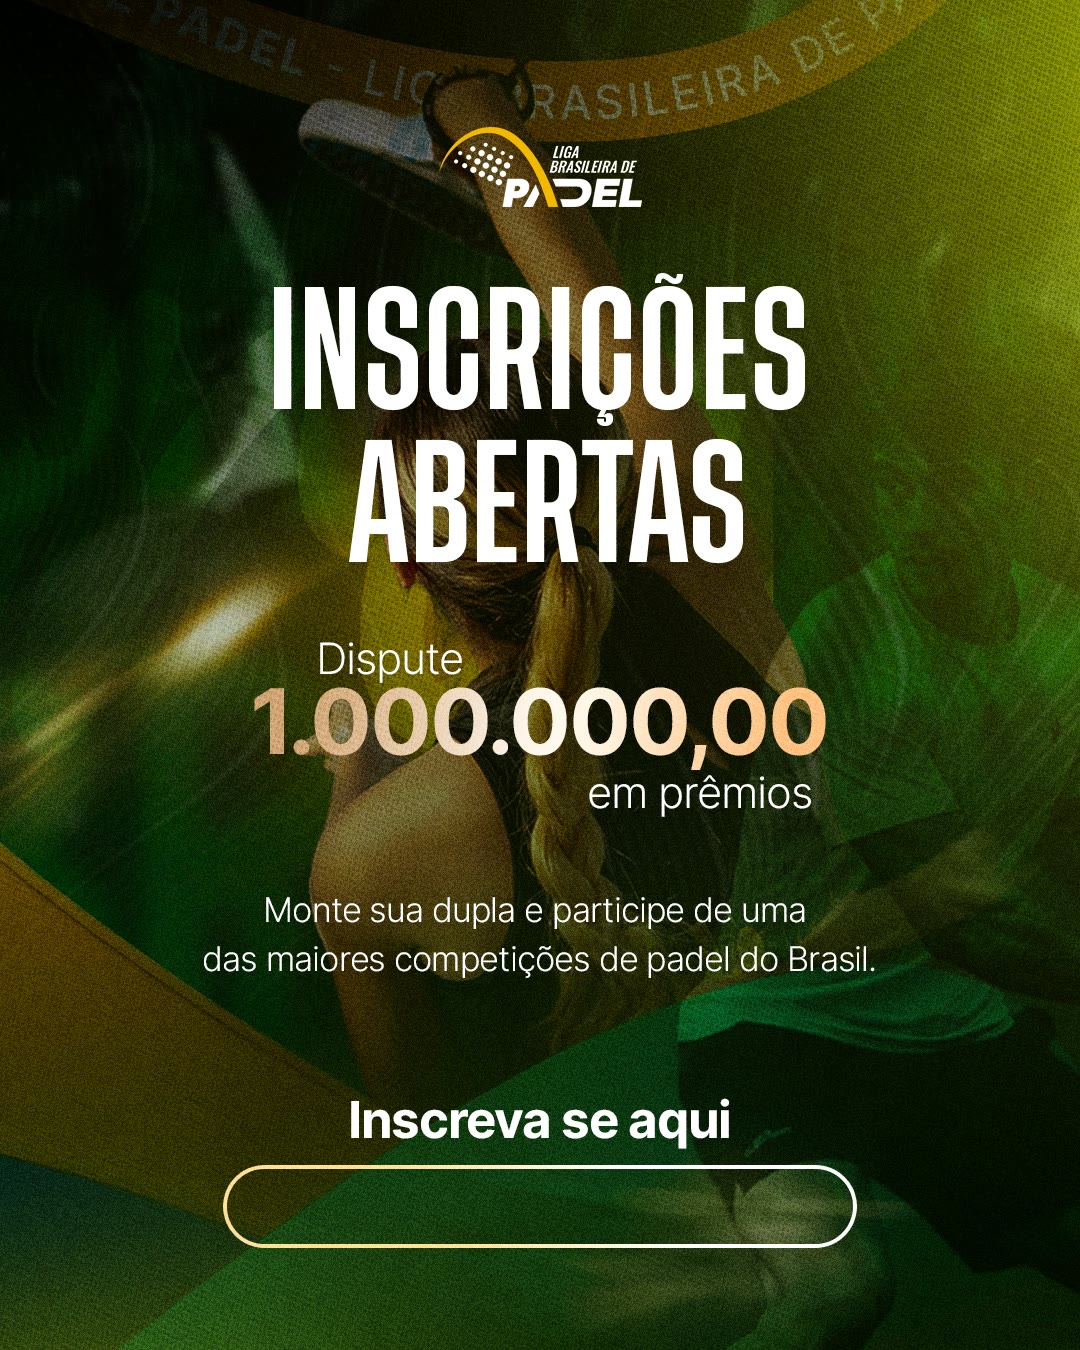 E PADEL - LIGA BRASILEIRA DE PA
LIGA
BRASILEIRA DE
PADEL
INSCRIÇÕES
ABERTAS
Dispute
1.000.000,00
em prêmios
Monte sua dupla e participe de uma
das maiores competições de padel do Brasil.
Inscreva se aqui